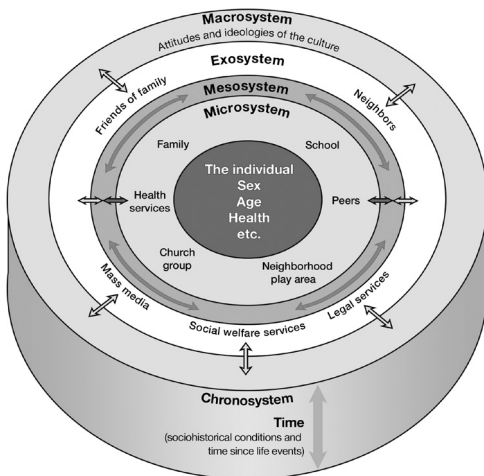 Macrosystem
Attitudes and ideologies of the culture
Exosystem
Friends of family
Mesosystem
Neighbors
Microsystem
Family
School
The individual
Sex
Age
Health
etc.
Health
services
Peers
Church
group
Neighborhood
play area
Mass media
Social welfare services
Legal services
Chronosystem
Time
(sociohistorical conditions and
time since life events)